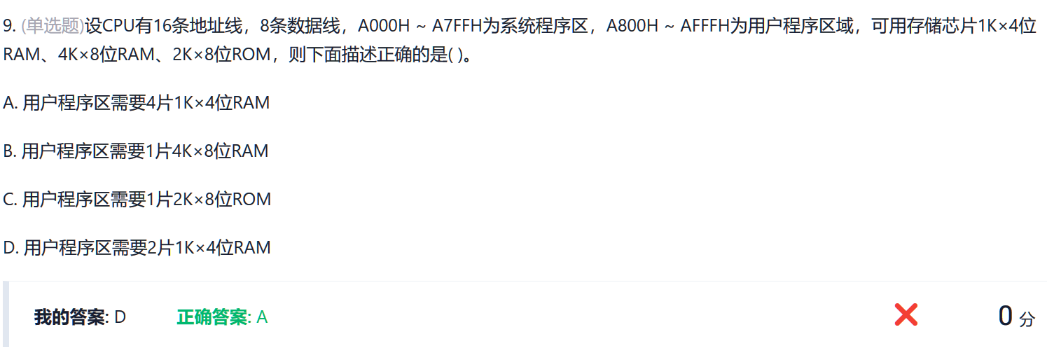 9. (单选题)设CPU有16条地址线，8条数据线，A000H ~ A7FFH为系统程序区，A800H ~ AFFFH为用户程序区域，可用存储芯片1K×4位
RAM、4K×8位RAM、2K×8位ROM，则下面描述正确的是( )。
A. 用户程序区需要4片1K×4位RAM
B. 用户程序区需要1片4K×8位RAM
C. 用户程序区需要1片2K×8位ROM
D. 用户程序区需要2片1K×4位RAM
我的答案: D 正确答案: A 0 分